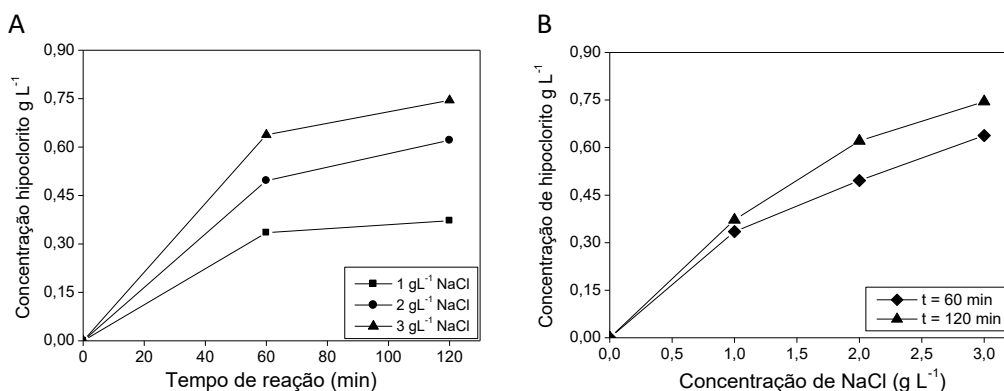 A
Concentração hipoclorito g L⁻¹
0,90
0,75
0,60
0,45
0,30
0,15
0,00
0 20 40 60 80 100 120
Tempo de reação (min)
1 gL⁻¹ NaCl
2 gL⁻¹ NaCl
3 gL⁻¹ NaCl
B
Concentração de hipoclorito g L⁻¹
0,90
0,75
0,60
0,45
0,30
0,15
0,00
0,0 0,5 1,0 1,5 2,0 2,5 3,0
Concentração de NaCl (g L⁻¹)
t = 60 min
t = 120 min